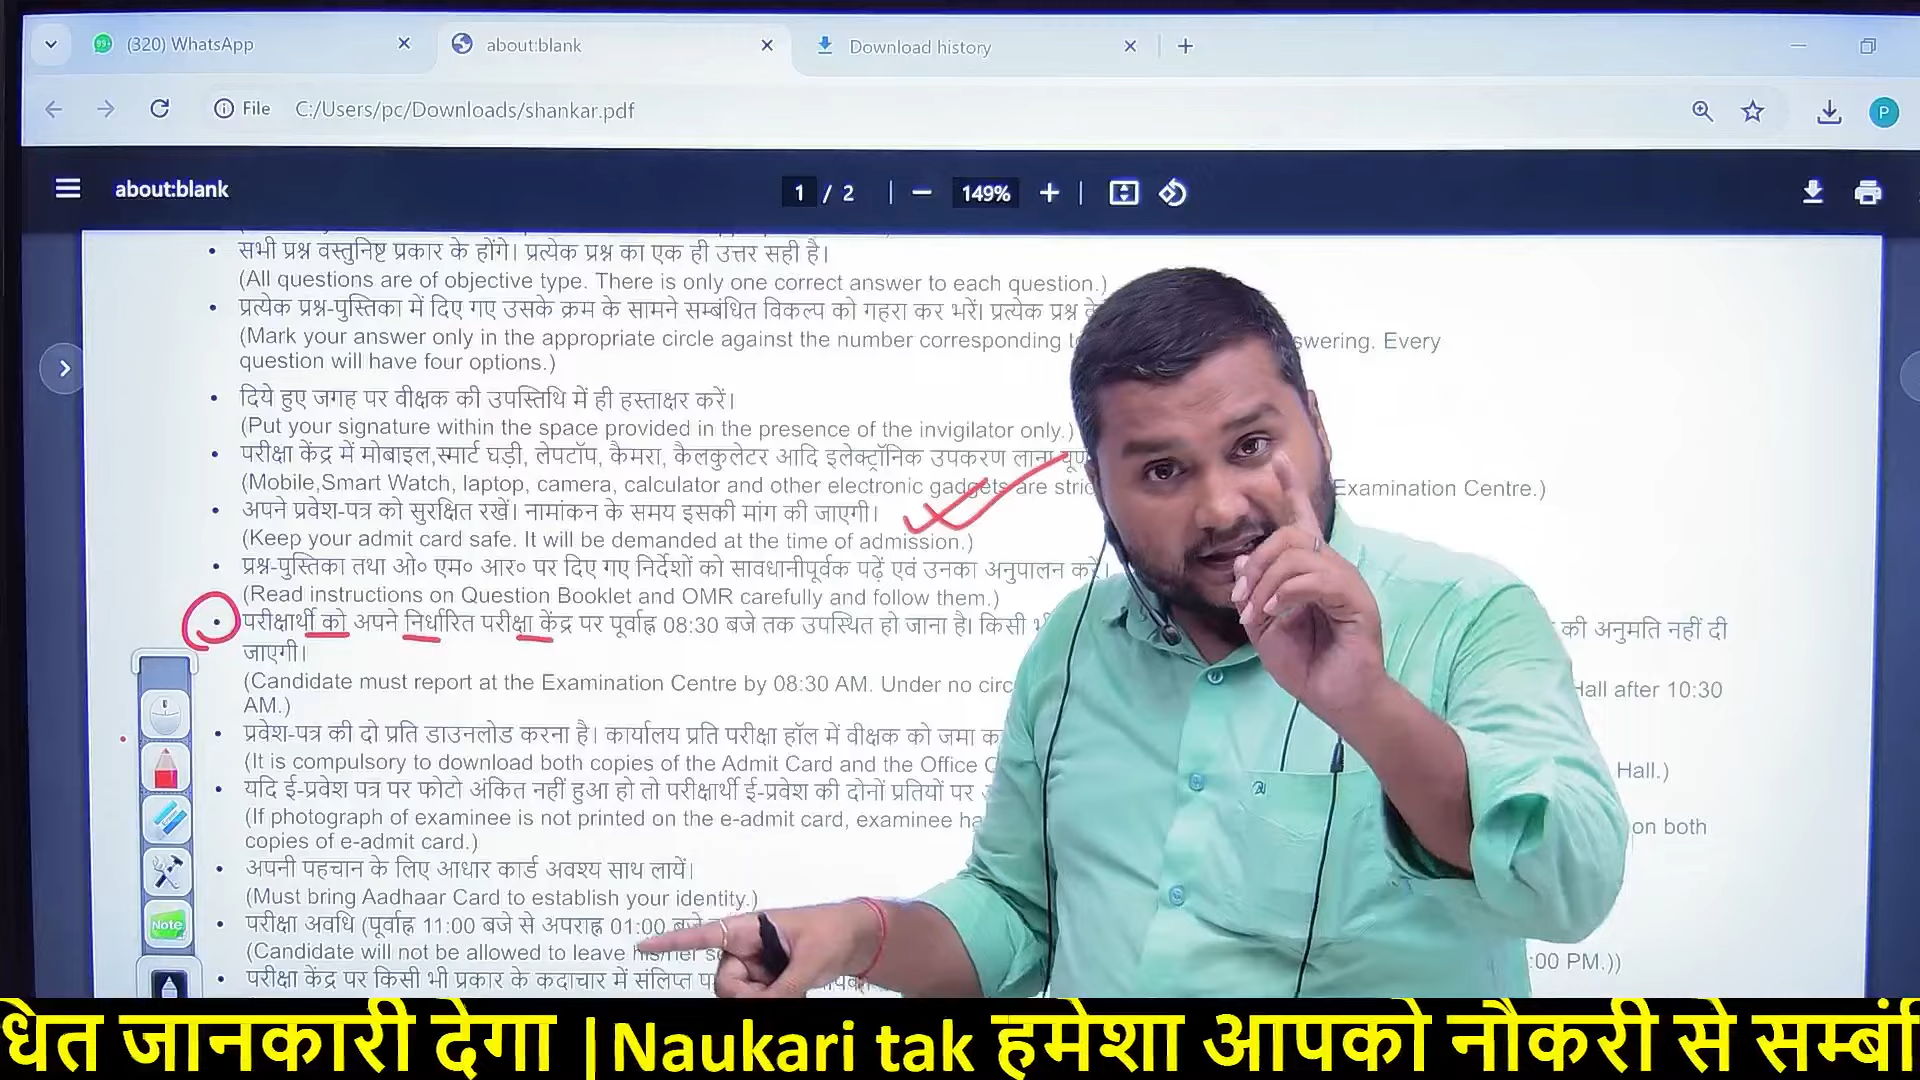 (320) WhatsApp
about:blank
Download history
File C:/Users/pc/Downloads/shankar.pdf
P
about:blank
1 / 2
149%
सभी प्रश्न वस्तुनिष्ट प्रकार के होंगे। प्रत्येक प्रश्न का एक ही उत्तर सही है।
(All questions are of objective type. There is only one correct answer to each question.)
प्रत्येक प्रश्न-पुस्तिका में दिए गए उसके क्रम के सामने सम्बंधित विकल्प को गहरा कर भरें। प्रत्येक प्रश्न
(Mark your answer only in the appropriate circle against the number corresponding swering. Every
question will have four options.)
दिये हुए जगह पर वीक्षक की उपस्तिथि में ही हस्ताक्षर करें।
(Put your signature within the space provided in the presence of the invigilator only.)
परीक्षा केंद्र में मोबाइल,स्मार्ट घड़ी, लेपटॉप, कैमरा, कैलकुलेटर आदि इलेक्ट्रॉनिक उपकरण लाना
(Mobile,Smart Watch, laptop, camera, calculator and other electronic gadgets are Examination Centre.)
अपने प्रवेश-पत्र को सुरक्षित रखें। नामांकन के समय इसकी मांग की जाएगी।
(Keep your admit card safe. It will be demanded at the time of admission.)
प्रश्न-पुस्तिका तथा ओ० एम० आर० पर दिए गए निर्देशों को सावधानीपूर्वक पढ़ें एवं उनका अनुपालन करें।
(Read instructions on Question Booklet and OMR carefully and follow them.)
परीक्षार्थी को अपने निर्धारित परीक्षा केंद्र पर पूर्वाह्न 08:30 बजे तक उपस्थित हो जाना है। किसी की अनुमति नहीं दी
जाएगी।
(Candidate must report at the Examination Centre by 08:30 AM. Under no Hall after 10:30
AM.)
प्रवेश-पत्र की दो प्रति डाउनलोड करना है। कार्यालय प्रति परीक्षा हॉल में वीक्षक को जमा
(It is compulsory to download both copies of the Admit Card and the Office Hall.)
यदि ई-प्रवेश पत्र पर फोटो अंकित नहीं हुआ हो तो परीक्षार्थी ई-प्रवेश की दोनों प्रतियों पर
(If photograph of examinee is not printed on the e-admit card, examinee on both
copies of e-admit card.)
अपनी पहचान के लिए आधार कार्ड अवश्य साथ लायें।
(Must bring Aadhaar Card to establish your identity.)
परीक्षा अवधि (पूर्वाह्न 11:00 बजे से अपराह्न 01:00 बजे
(Candidate will not be allowed to leave his/her :00 PM.))
परीक्षा केंद्र पर किसी भी प्रकार के कदाचार में संलिप्त
Note
धित जानकारी देगा |Naukari tak हमेशा आपको नौकरी से सम्बं